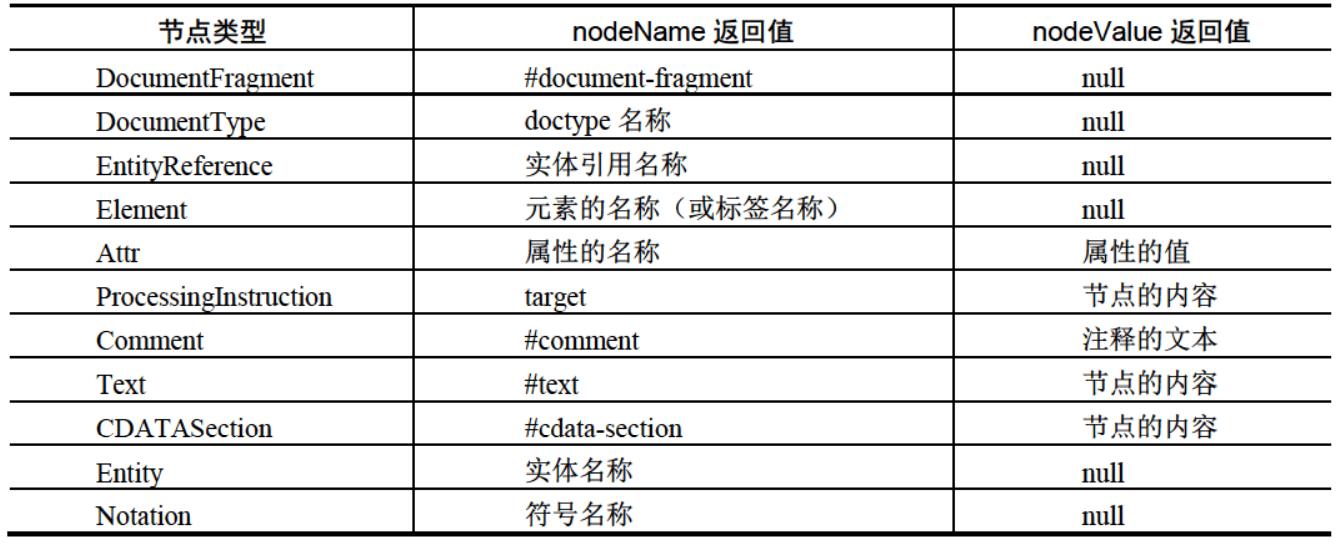 节点类型 nodeName 返回值 nodeValue 返回值
DocumentFragment #document-fragment null
DocumentType doctype 名称 null
EntityReference 实体引用名称 null
Element 元素的名称（或标签名称） null
Attr 属性的名称 属性的值
ProcessingInstruction target 节点的内容
Comment #comment 注释的文本
Text #text 节点的内容
CDATASection #cdata-section 节点的内容
Entity 实体名称 null
Notation 符号名称 null